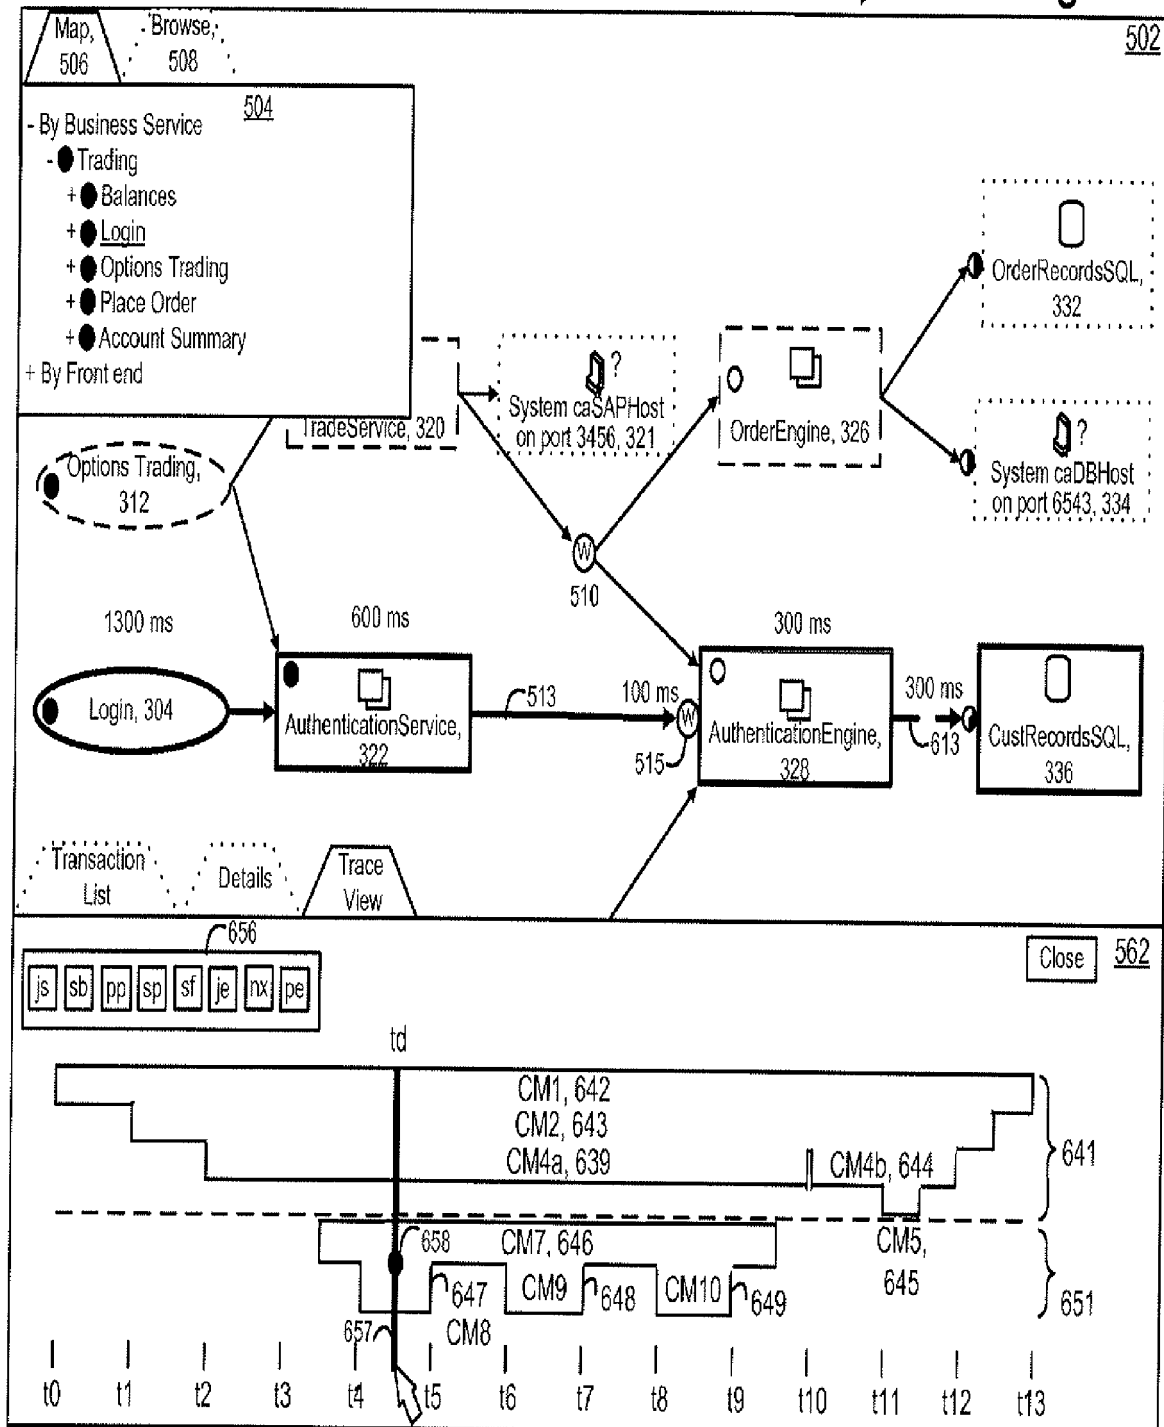 502
Map,
506
Browse,
508
504
- By Business Service
- Trading
+ Balances
+ Login
+ Options Trading
+ Place Order
+ Account Summary
+ By Front end
OrderRecordsSQL,
332
TradeService, 320
?
System caSAPHost
on port 3456, 321
OrderEngine, 326
?
System caDBHost
on port 6543, 334
Options Trading,
312
W
510
1300 ms
600 ms
300 ms
Login, 304
AuthenticationService,
322
513
100 ms
W
515
AuthenticationEngine,
328
300 ms
613
CustRecordsSQL,
336
Transaction
List
Details
Trace
View
656
Close
562
js sb pp sp sf je nx pe
td
CM1, 642
CM2, 643
CM4a, 639
CM4b, 644
641
658
CM7, 646
CM5,
645
647
CM8
CM9
648
CM10
649
651
657
t0 t1 t2 t3 t4 t5 t6 t7 t8 t9 t10 t11 t12 t13